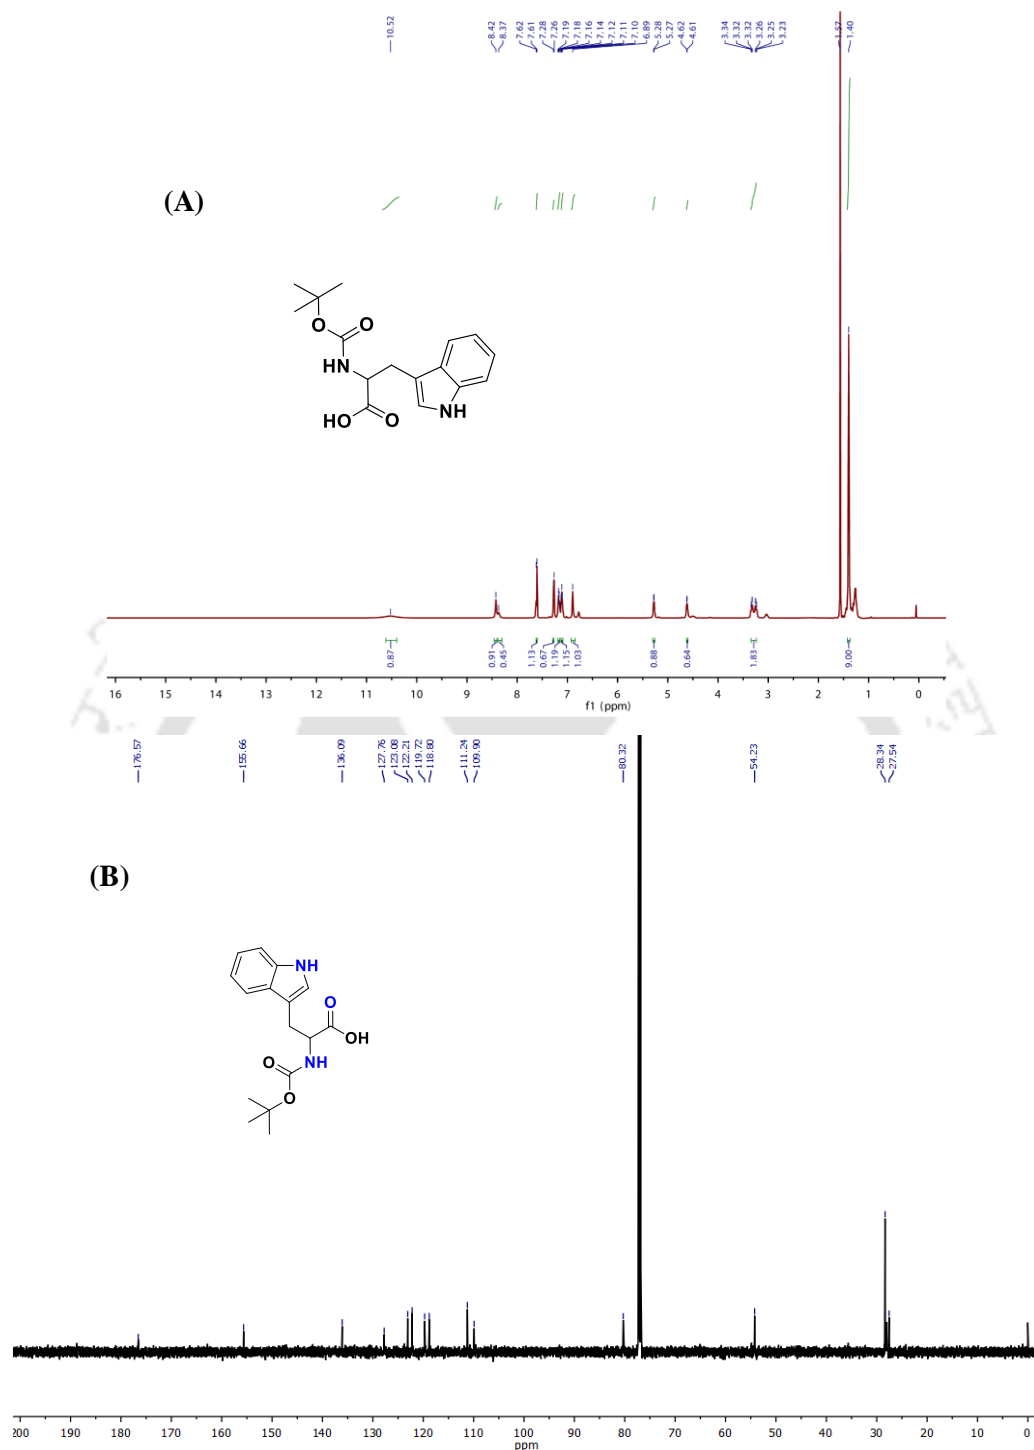 10.52 8.42 8.37 7.62 7.61 7.28 7.26 7.19 7.18 7.16 7.14 7.12 7.11 7.10 6.89 5.28 5.27 4.62 4.61 3.34 3.32 3.32 3.26 3.25 3.23 1.57 1.40
(A)
O O
HN
HO O NH
0.87 0.91 0.45 1.13 0.67 1.19 1.15 1.03 0.88 0.64 1.83 9.00
16 15 14 13 12 11 10 9 8 7 6 5 4 3 2 1 0
f1 (ppm)
176.57 155.66 136.09 127.76 123.08 122.21 119.72 118.80 111.24 109.90 80.32 54.23 28.34 27.54
(B)
NH
O
OH
O NH
O
200 190 180 170 160 150 140 130 120 110 100 90 80 70 60 50 40 30 20 10 0
ppm